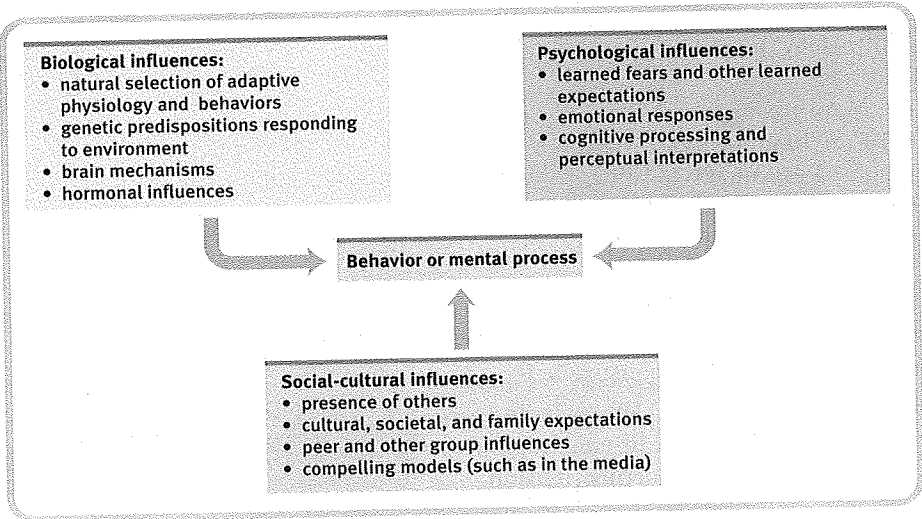 Biological influences:
• natural selection of adaptive
physiology and behaviors
• genetic predispositions responding
to environment
• brain mechanisms
• hormonal influences
Psychological influences:
• learned fears and other learned
expectations
• emotional responses
• cognitive processing and
perceptual interpretations
Behavior or mental process
Social-cultural influences:
• presence of others
• cultural, societal, and family expectations
• peer and other group influences
• compelling models (such as in the media)